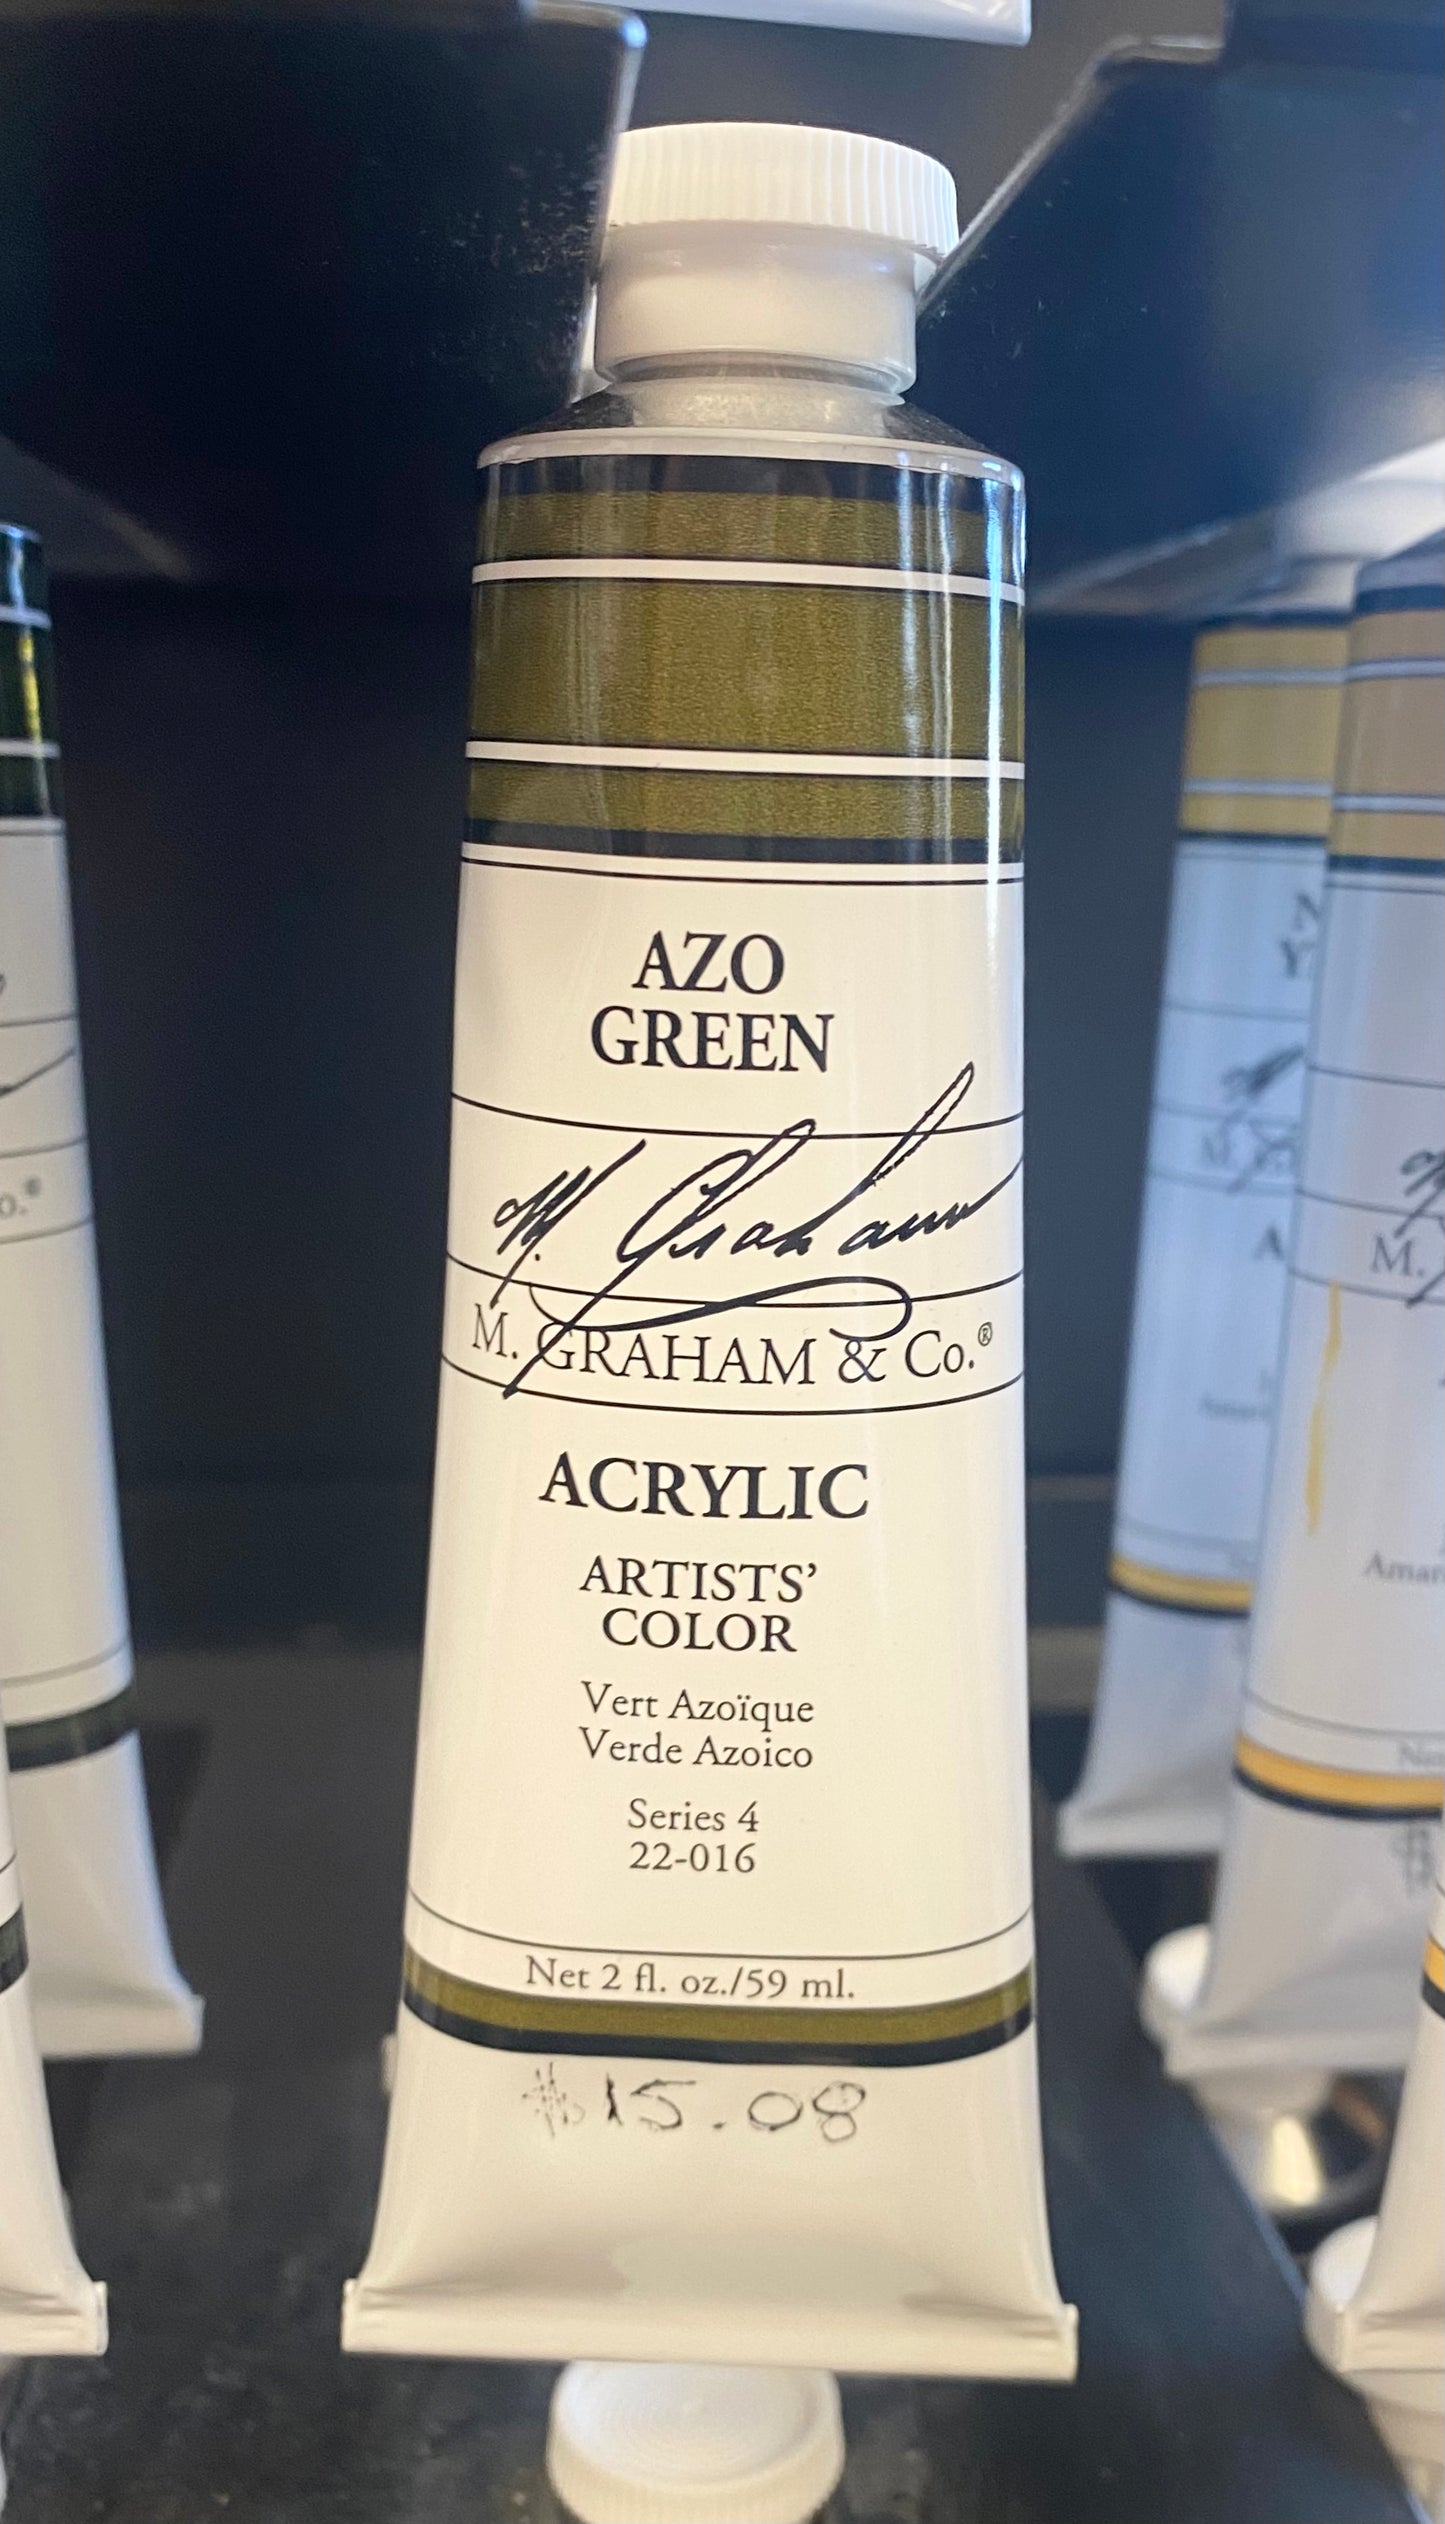 AZO
GREEN
M. Graham
M. GRAHAM & Co.®
ACRYLIC
ARTISTS’
COLOR
Vert Azoïque
Verde Azoico
Series 4
22-016
Net 2 fl. oz./59 ml.
$15.08
o.®
M.
M.
Amar